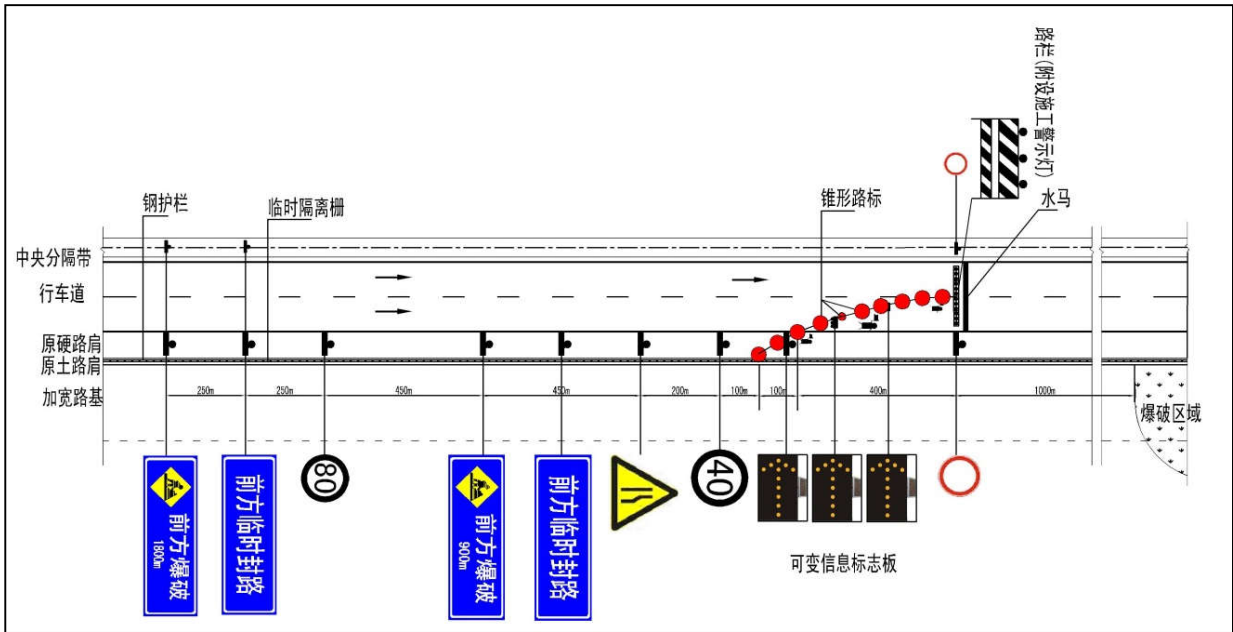 路栏(附设施工警示灯)
钢护栏
临时隔离栅
锥形路标
水马
中央分隔带
行车道
原硬路肩
原土路肩
加宽路基
250m
250m
450m
450m
200m
100m
100m
400m
1000m
爆破区域
前方爆破
1800m
前方临时封路
80
前方爆破
900m
前方临时封路
40
可变信息标志板